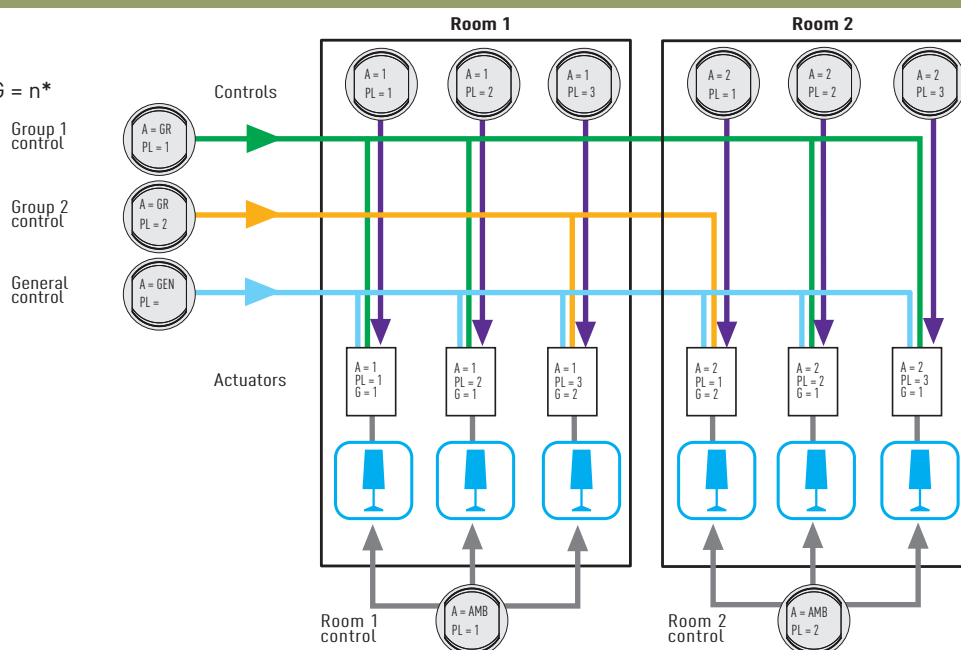 Room 1
Room 2
G = n*
Controls
A = 1
PL = 1
A = 1
PL = 2
A = 1
PL = 3
A = 2
PL = 1
A = 2
PL = 2
A = 2
PL = 3
Group 1
control
A = GR
PL = 1
Group 2
control
A = GR
PL = 2
General
control
A = GEN
PL =
Actuators
A = 1
PL = 1
G = 1
A = 1
PL = 2
G = 1
A = 1
PL = 3
G = 2
A = 2
PL = 1
G = 2
A = 2
PL = 2
G = 1
A = 2
PL = 3
G = 1
Room 1
control
A = AMB
PL = 1
Room 2
control
A = AMB
PL = 2